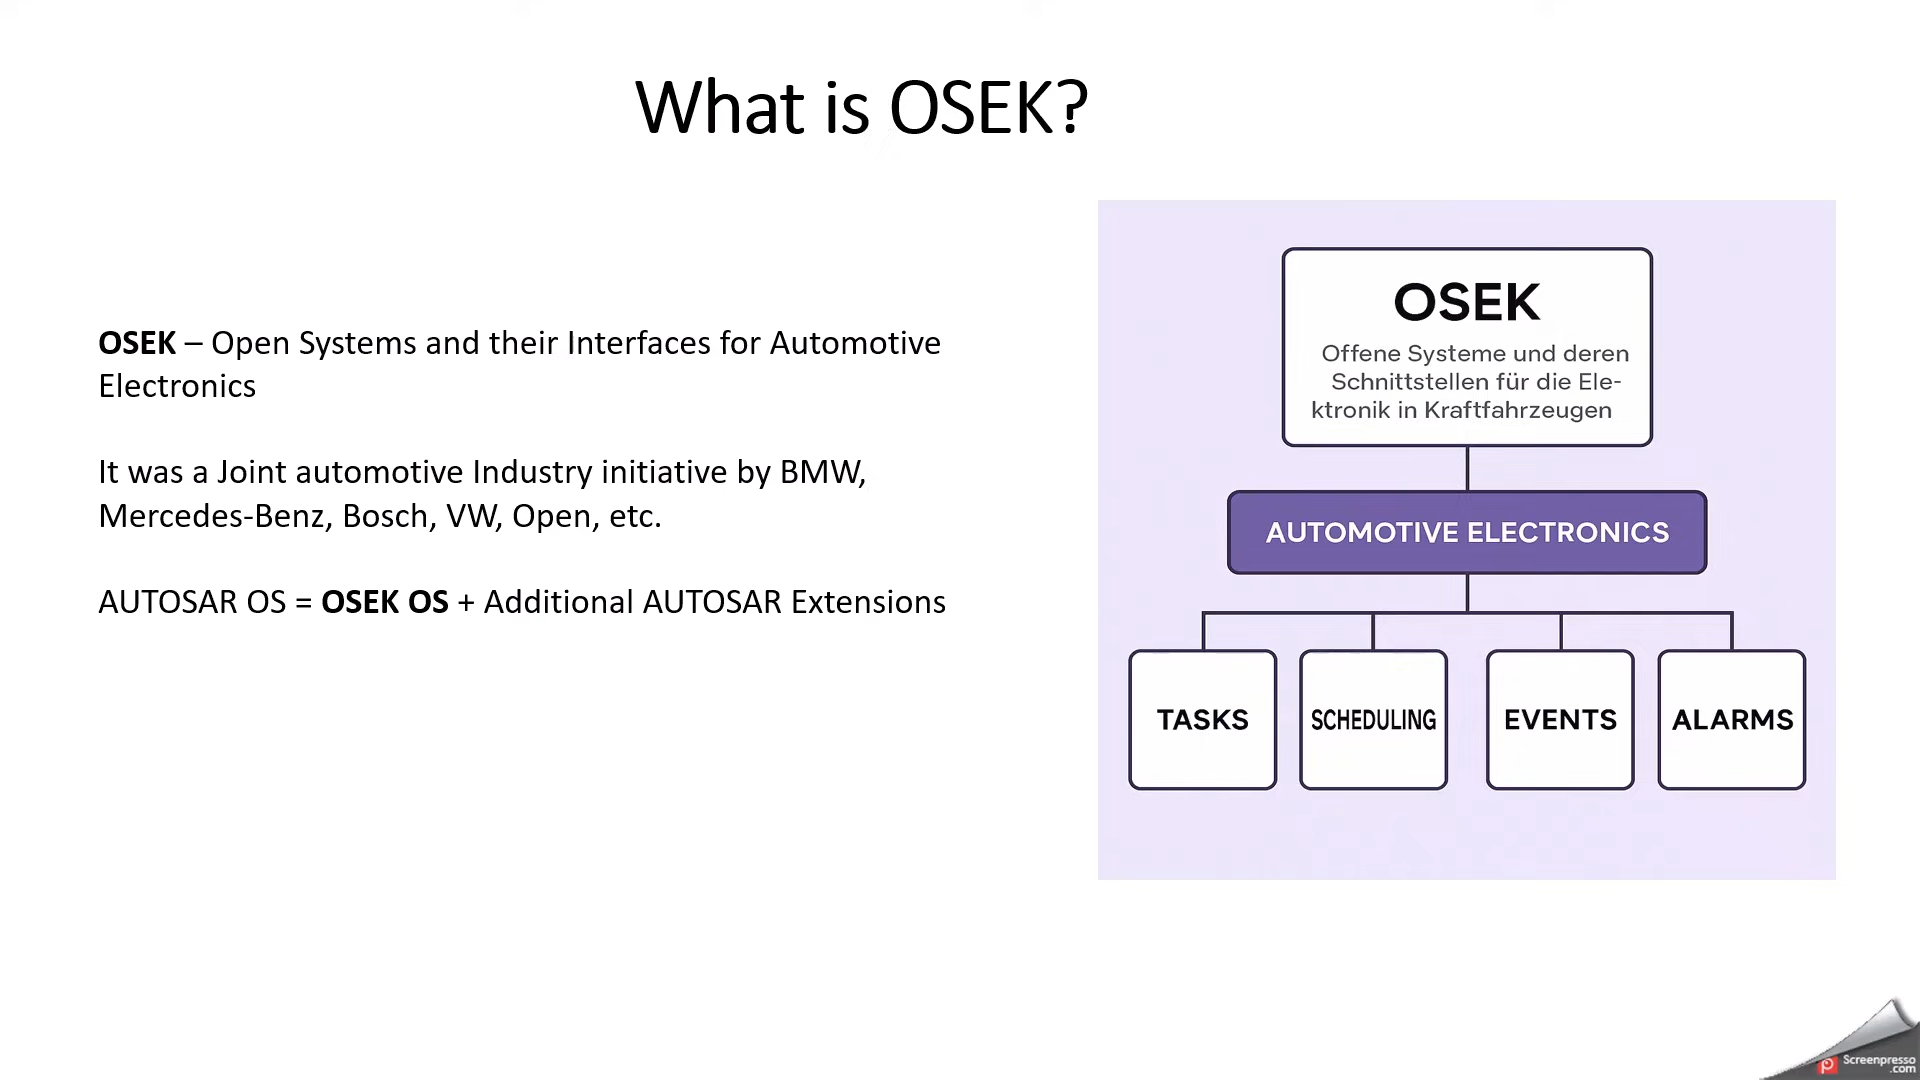 What is OSEK?
OSEK – Open Systems and their Interfaces for Automotive
Electronics
It was a Joint automotive Industry initiative by BMW,
Mercedes-Benz, Bosch, VW, Open, etc.
AUTOSAR OS = OSEK OS + Additional AUTOSAR Extensions
OSEK
Offene Systeme und deren
Schnittstellen für die Ele-
ktronik in Kraftfahrzeugen
AUTOMOTIVE ELECTRONICS
TASKS
SCHEDULING
EVENTS
ALARMS
Screenpresso
.com